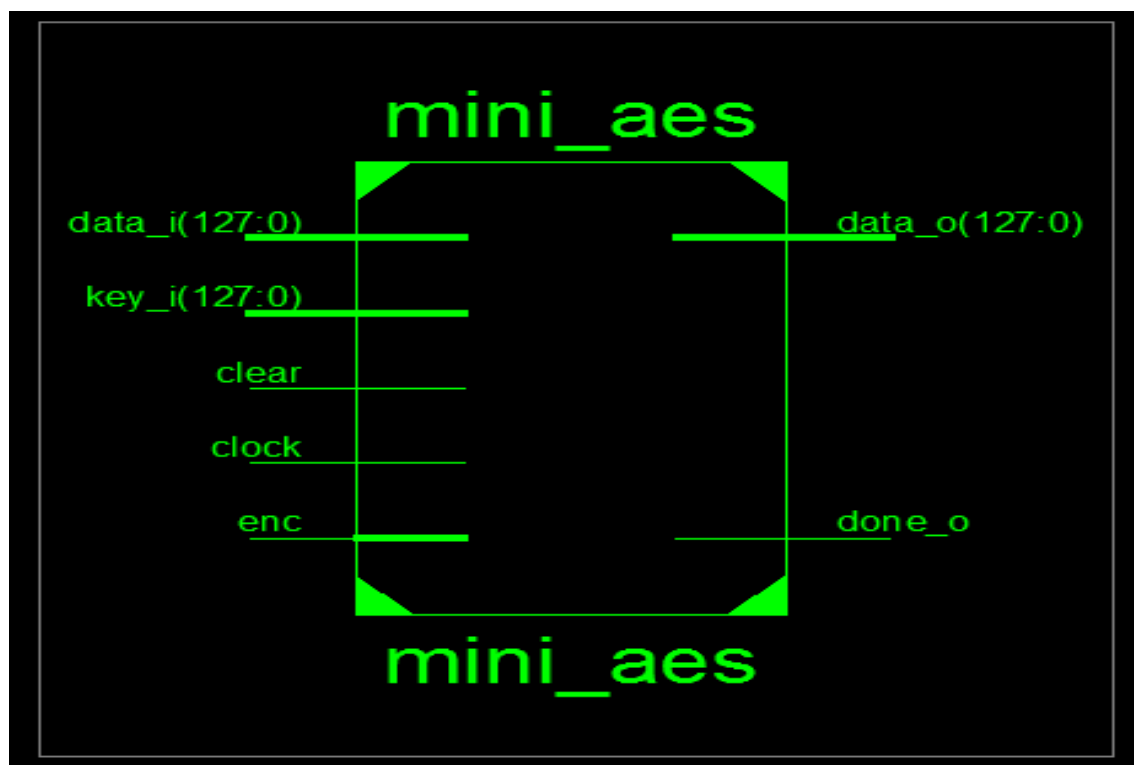 mini_aes
data_i(127:0)
data_o(127:0)
key_i(127:0)
clear
clock
enc
done_o
mini_aes